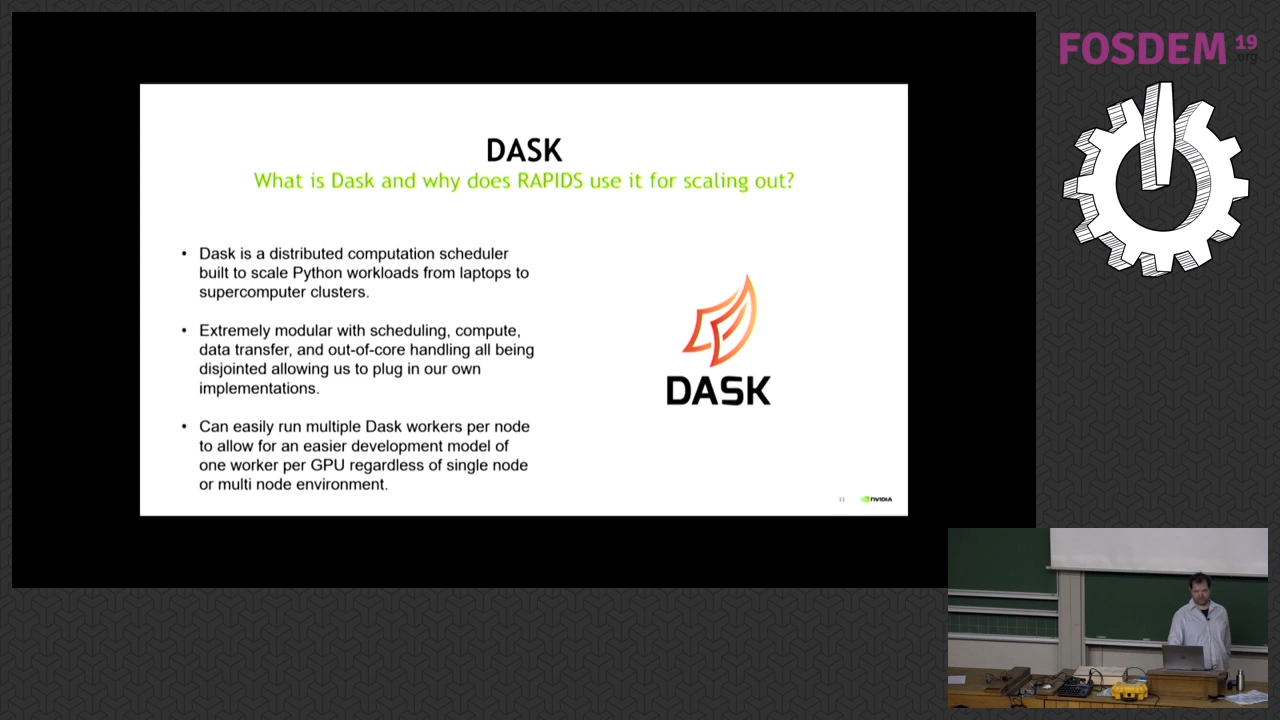 FOSDEM 19
.org
DASK
What is Dask and why does RAPIDS use it for scaling out?
• Dask is a distributed computation scheduler
built to scale Python workloads from laptops to
supercomputer clusters.
• Extremely modular with scheduling, compute,
data transfer, and out-of-core handling all being
disjointed allowing us to plug in our own
implementations.
• Can easily run multiple Dask workers per node
to allow for an easier development model of
one worker per GPU regardless of single node
or multi node environment.
DASK
11
NVIDIA